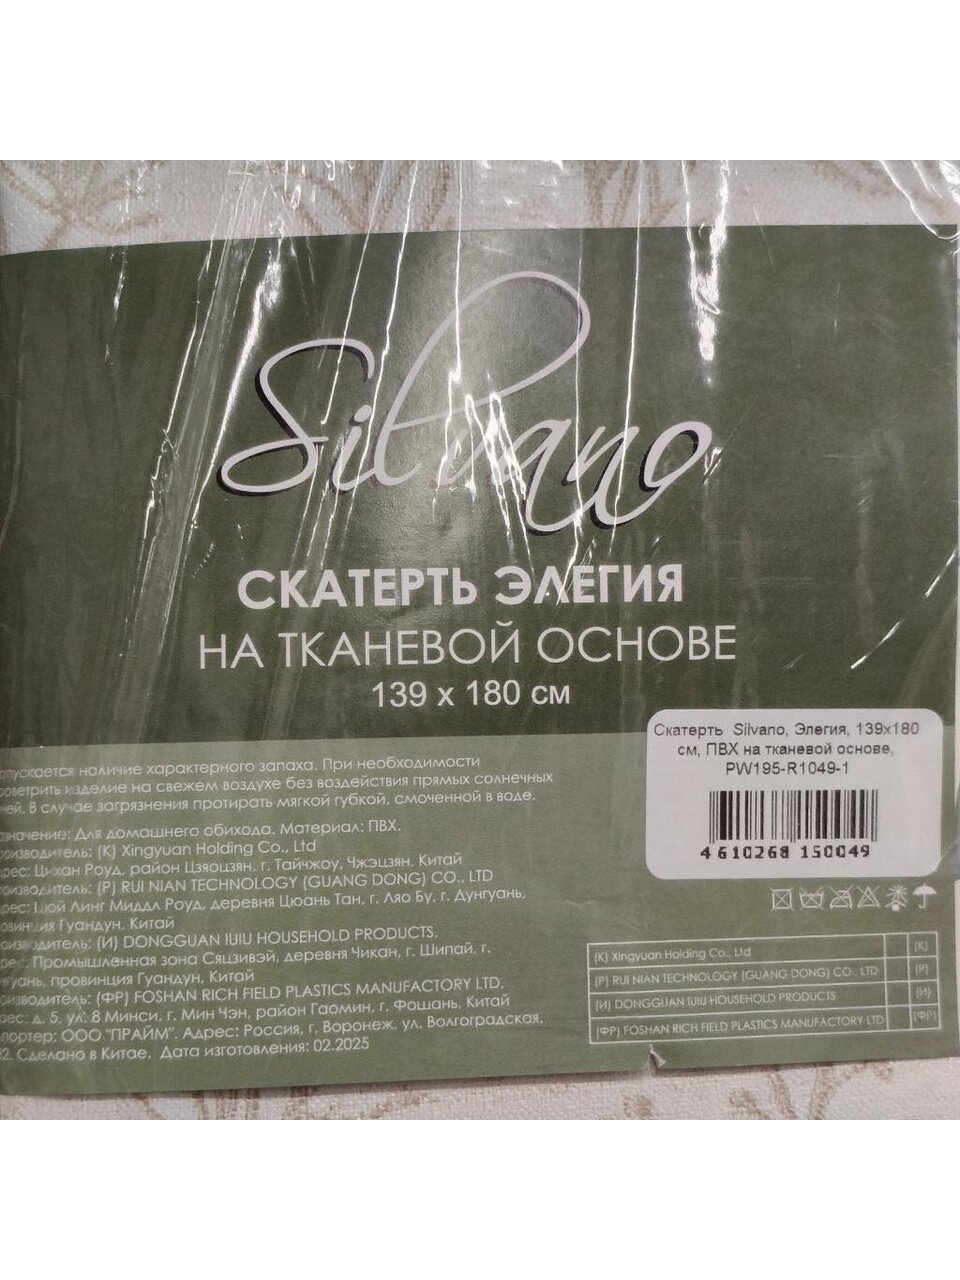 Silvano
СКАТЕРТЬ ЭЛЕГИЯ
НА ТКАНЕВОЙ ОСНОВЕ
139 x 180 см
Скатерть Silvano, Элегия, 139x180
см, ПВХ на тканевой основе,
PW195-R1049-1
4 610268 150049
опускается наличие характерного запаха. При необходимости
оветрить изделие на свежем воздухе без воздействия прямых солнечных
чей. В случае загрязнения протирать мягкой губкой, смоченной в воде.
значение: Для домашнего обихода. Материал: ПВХ.
оизводитель: (К) Xingyuan Holding Co., Ltd
рес: Цихан Роуд, район Цзяоцзян, г. Тайчжоу, Чжэцзян, Китай
оизводитель: (Р) RUI NIAN TECHNOLOGY (GUANG DONG) CO., LTD
рес: Шой Линг Миддл Роуд, деревня Цюань Тан, г. Ляо Бу, г. Дунгуань,
овинция Гуандун, Китай
оизводитель: (И) DONGGUAN IUIU HOUSEHOLD PRODUCTS.
рес: Промышленная зона Сяцзивэй, деревня Чикан, г. Шипай, г.
нгуань, провинция Гуандун, Китай
оизводитель: (ФР) FOSHAN RICH FIELD PLASTICS MANUFACTORY LTD.
рес: д. 5, ул. 8 Минси, г. Мин Чэн, район Гаомин, г. Фошань, Китай
портер: ООО "ПРАЙМ". Адрес: Россия, г. Воронеж, ул. Волгоградская,
2. Сделано в Китае. Дата изготовления: 02.2025
(К) Xingyuan Holding Co., Ltd (К)
(Р) RUI NIAN TECHNOLOGY (GUANG DONG) CO., LTD (Р)
(И) DONGGUAN IUIU HOUSEHOLD PRODUCTS (И)
(ФР) FOSHAN RICH FIELD PLASTICS MANUFACTORY LTD (ФР)